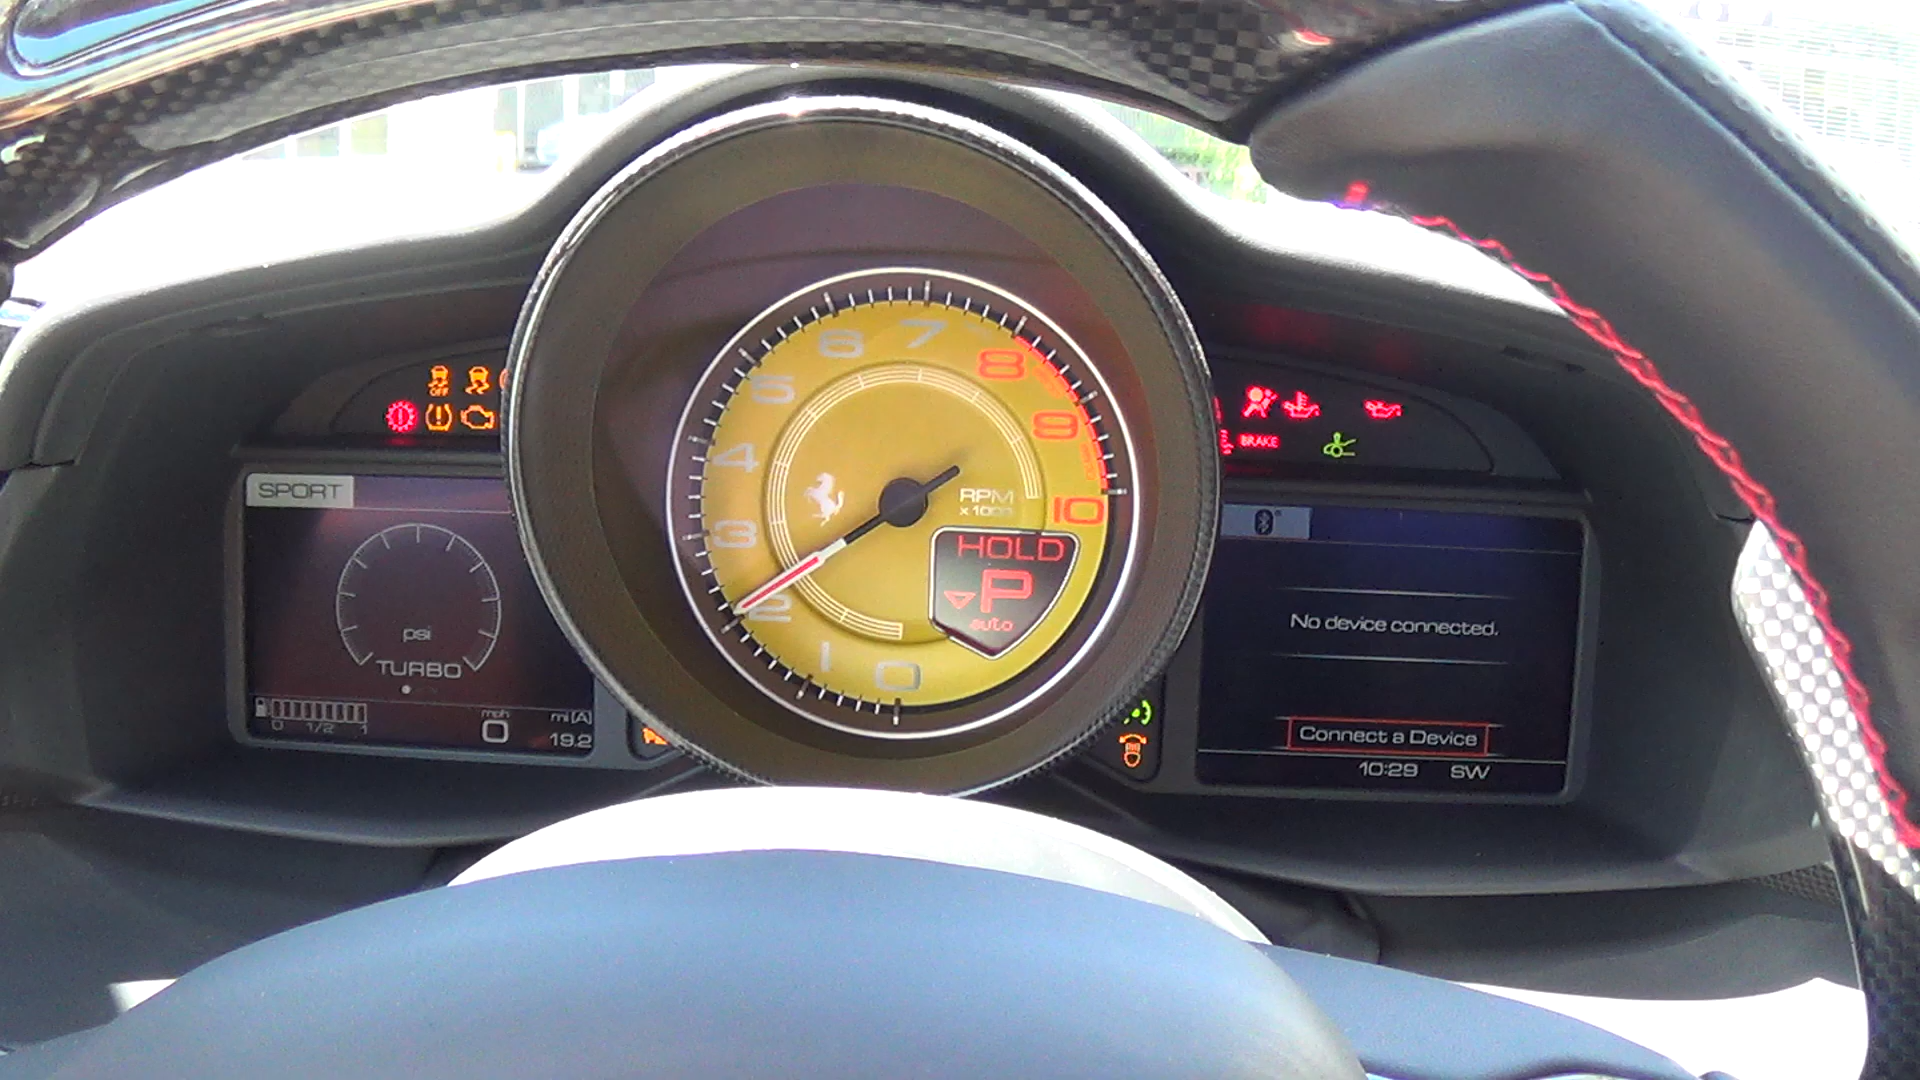 OFF
SPORT
psi
TURBO
0 1/2 1
mph
0
mi[A]
19.2
0
1
2
3
4
5
6
7
8
9
10
RPM
x 1000
HOLD
P
auto
BRAKE
No device connected.
Connect a Device
10:29 SW